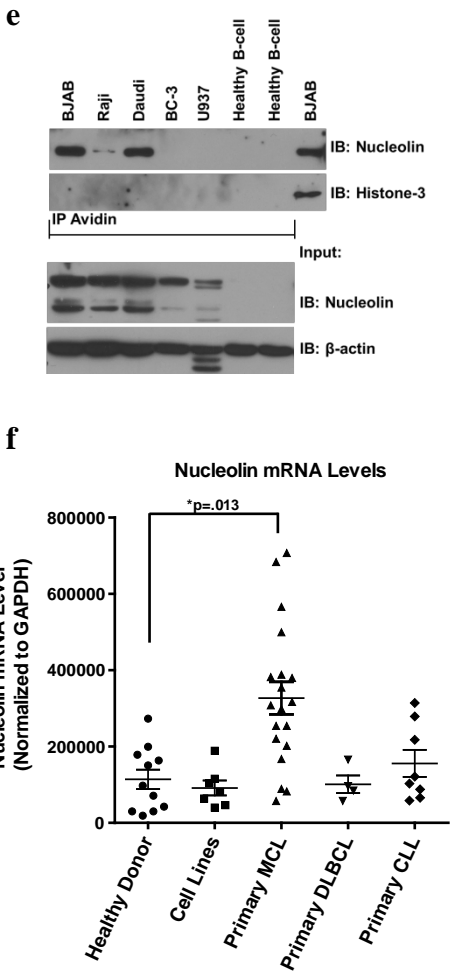 e
BJAB
Raji
Daudi
BC-3
U937
Healthy B-cell
Healthy B-cell
BJAB
IB: Nucleolin
IB: Histone-3
IP Avidin
Input:
IB: Nucleolin
IB: β-actin
f
Nucleolin mRNA Levels
*p=.013
Nucleolin mRNA Level
(Normalized to GAPDH)
800000
600000
400000
200000
0
Healthy Donor
Cell Lines
Primary MCL
Primary DLBCL
Primary CLL